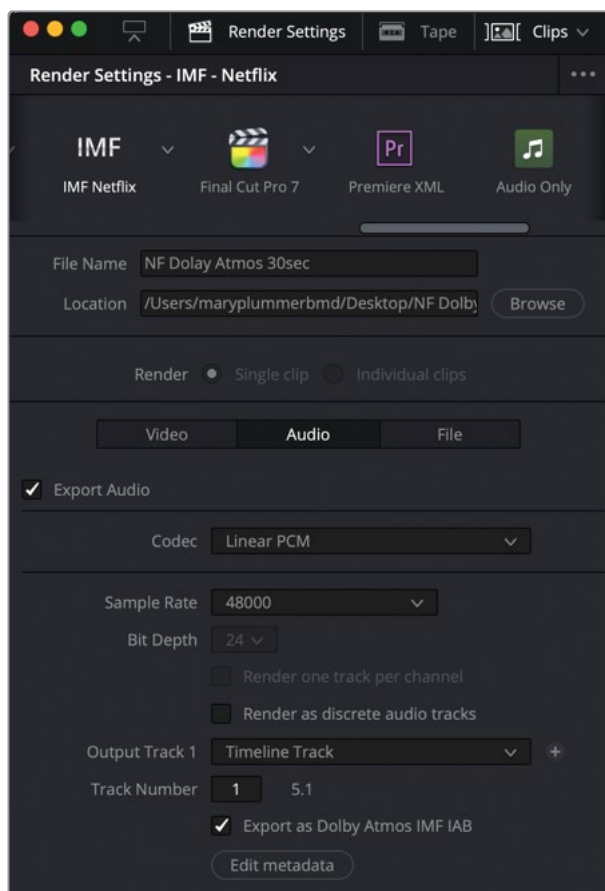 Render Settings Tape Clips
Render Settings - IMF - Netflix
IMF
IMF Netflix Final Cut Pro 7 Pr Premiere XML Audio Only
File Name NF Dolay Atmos 30sec
Location /Users/maryplummerbmd/Desktop/NF Dolby Browse
Render Single clip Individual clips
Video Audio File
Export Audio
Codec Linear PCM
Sample Rate 48000
Bit Depth 24
Render one track per channel
Render as discrete audio tracks
Output Track 1 Timeline Track +
Track Number 1 5.1
Export as Dolby Atmos IMF IAB
Edit metadata